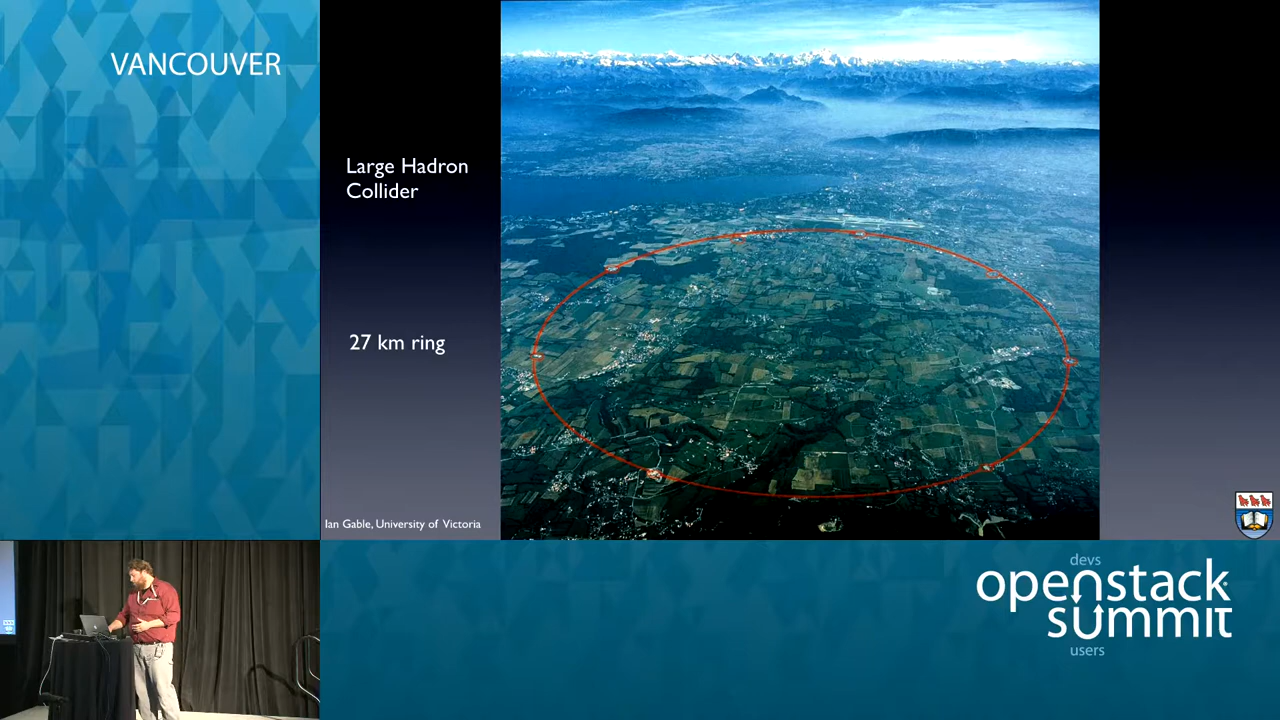 VANCOUVER
Large Hadron
Collider
27 km ring
Ian Gable, University of Victoria
devs
openstack
summit
users